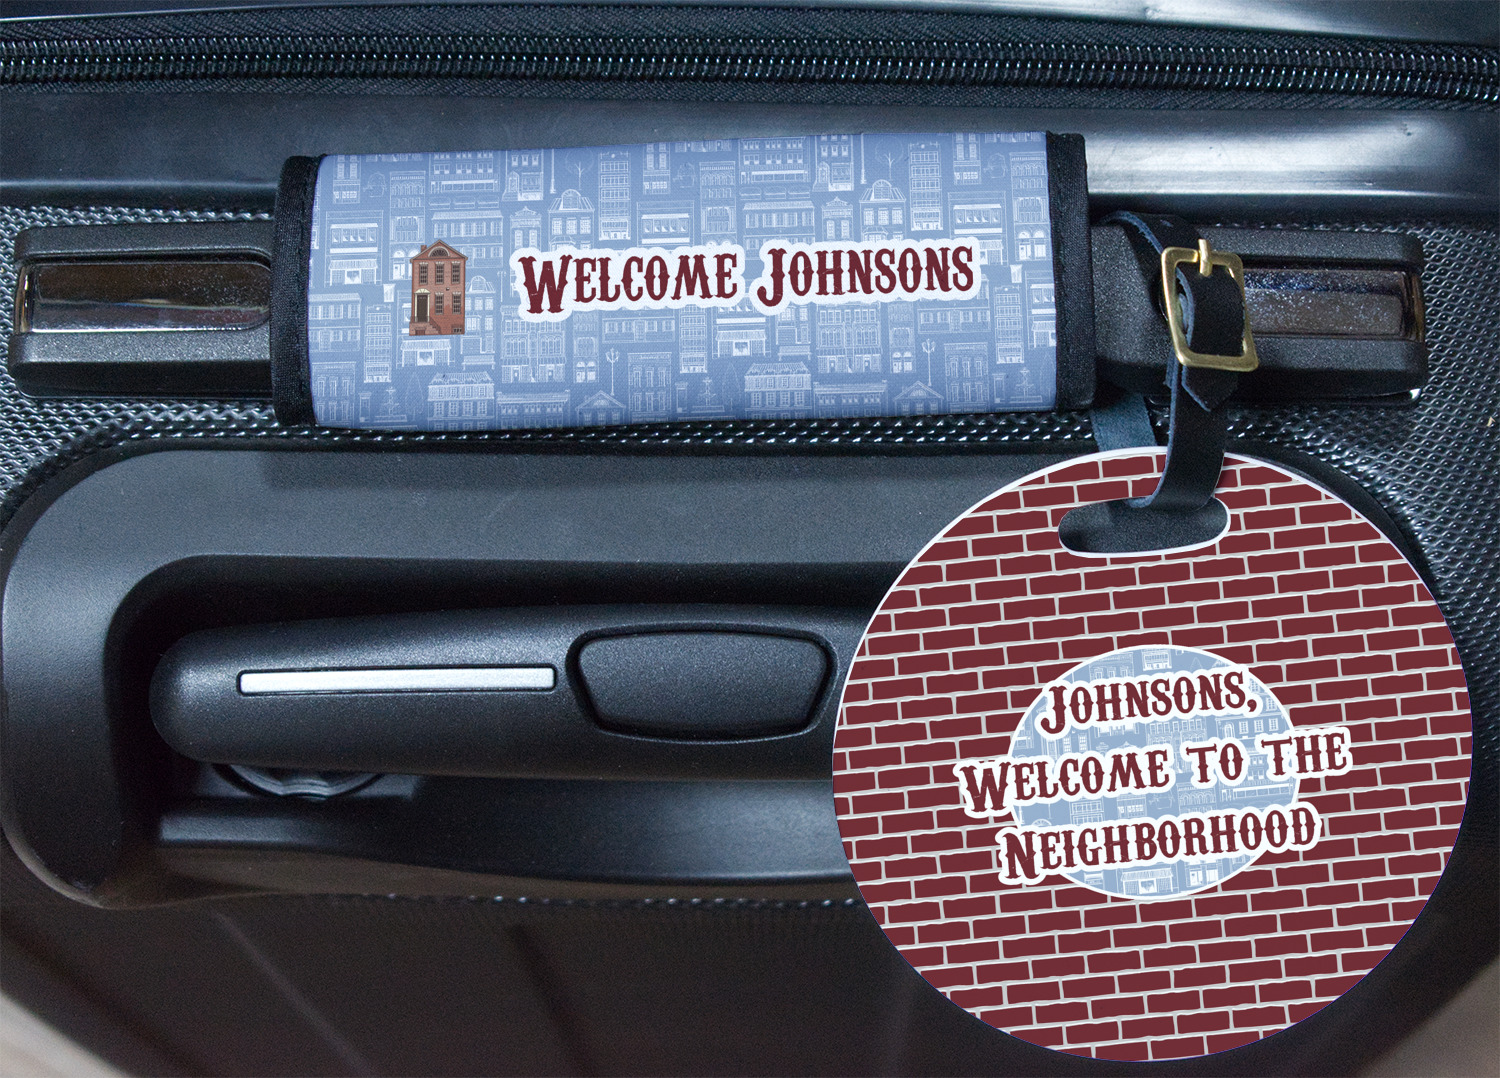 Welcome Johnsons
Johnsons,
Welcome to the
Neighborhood